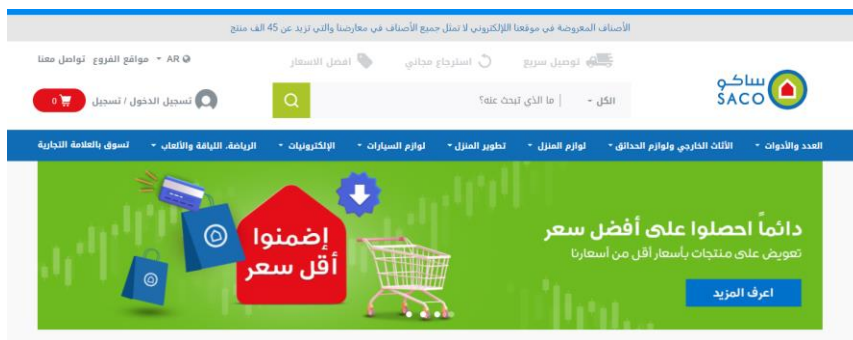 الأصناف المعروضة في موقعنا الإلكتروني لا تمثل جميع الأصناف في معارضنا والتي تزيد عن 45 ألف منتج
توصيل سريع
استرجاع مجاني
افضل الاسعار
AR
مواقع الفروع
تواصل معنا
ساكو
SACO
الكل
ما الذي تبحث عنه؟
تسجيل الدخول / تسجيل
0
العدد والأدوات
الأثاث الخارجي ولوازم الحدائق
لوازم المنزل
تطوير المنزل
لوازم السيارات
الإلكترونيات
الرياضة، اللياقة والألعاب
تسوق بالعلامة التجارية
دائماً احصلوا على أفضل سعر
تعويض على منتجات بأسعار أقل من أسعارنا
اعرف المزيد
إضمنوا
أقل سعر